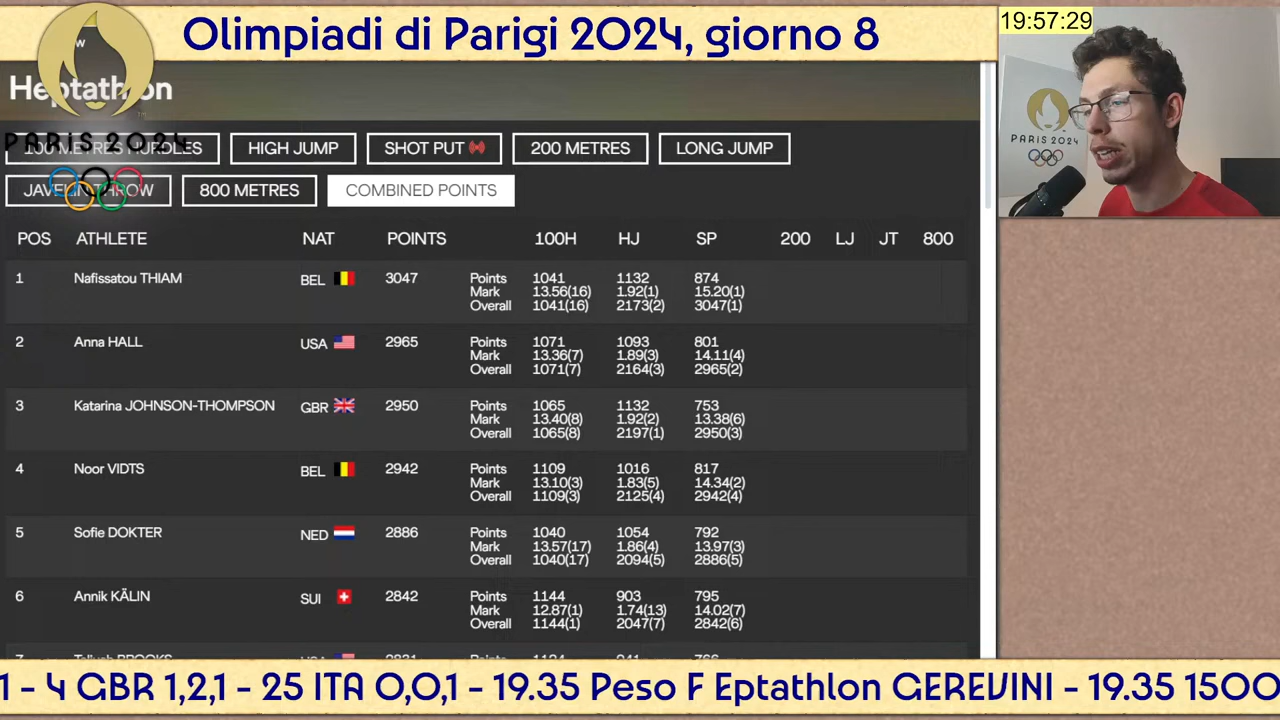 Olimpiadi di Parigi 2024, giorno 8
19:57:29
Heptathlon
PARIS 2024
PARIS 2024
100 METRES HURDLES HIGH JUMP SHOT PUT 200 METRES LONG JUMP
JAVELIN THROW 800 METRES COMBINED POINTS
POS ATHLETE NAT POINTS 100H HJ SP 200 LJ JT 800
1 Nafissatou THIAM BEL 3047 Points 1041 1132 874
Mark 13.56(16) 1.92(1) 15.20(1)
Overall 1041(16) 2173(2) 3047(1)
2 Anna HALL USA 2965 Points 1071 1093 801
Mark 13.36(7) 1.89(3) 14.11(4)
Overall 1071(7) 2164(3) 2965(2)
3 Katarina JOHNSON-THOMPSON GBR 2950 Points 1065 1132 753
Mark 13.40(8) 1.92(2) 13.38(6)
Overall 1065(8) 2197(1) 2950(3)
4 Noor VIDTS BEL 2942 Points 1109 1016 817
Mark 13.10(3) 1.83(5) 14.34(2)
Overall 1109(3) 2125(4) 2942(4)
5 Sofie DOKTER NED 2886 Points 1040 1054 792
Mark 13.57(17) 1.86(4) 13.97(3)
Overall 1040(17) 2094(5) 2886(5)
6 Annik KÄLIN SUI 2842 Points 1144 903 795
Mark 12.87(1) 1.74(13) 14.02(7)
Overall 1144(1) 2047(7) 2842(6)
1 - 4 GBR 1,2,1 - 25 ITA 0,0,1 - 19.35 Peso F Eptathlon GEREVINI - 19.35 1500